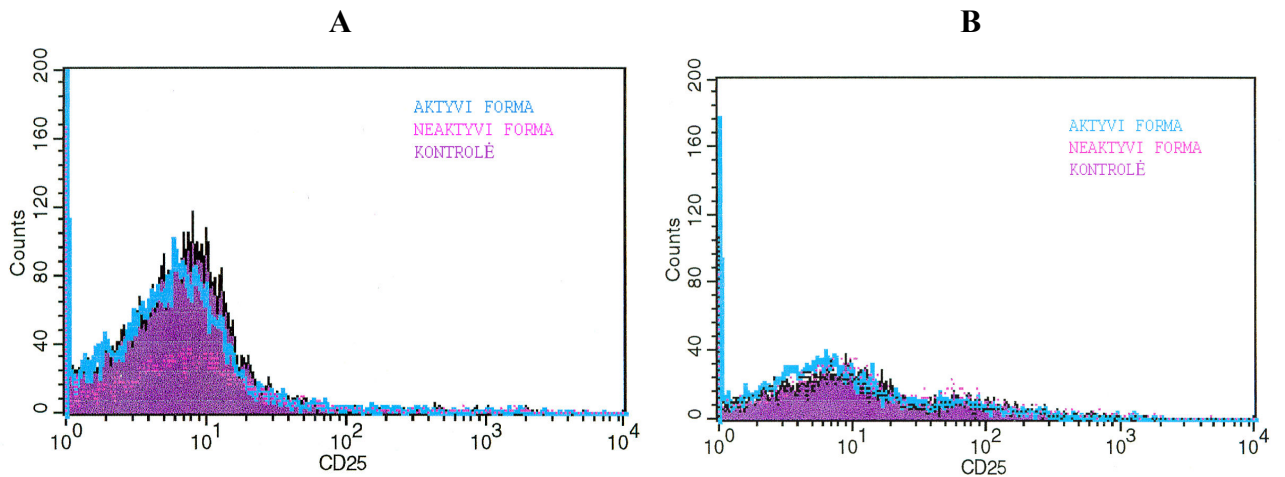 A
B
200
160
120
80
40
0
Counts
AKTYVI FORMA
NEAKTYVI FORMA
KONTROLĖ
10^0 10^1 10^2 10^3 10^4
CD25
200
160
120
80
40
0
Counts
AKTYVI FORMA
NEAKTYVI FORMA
KONTROLĖ
10^0 10^1 10^2 10^3 10^4
CD25